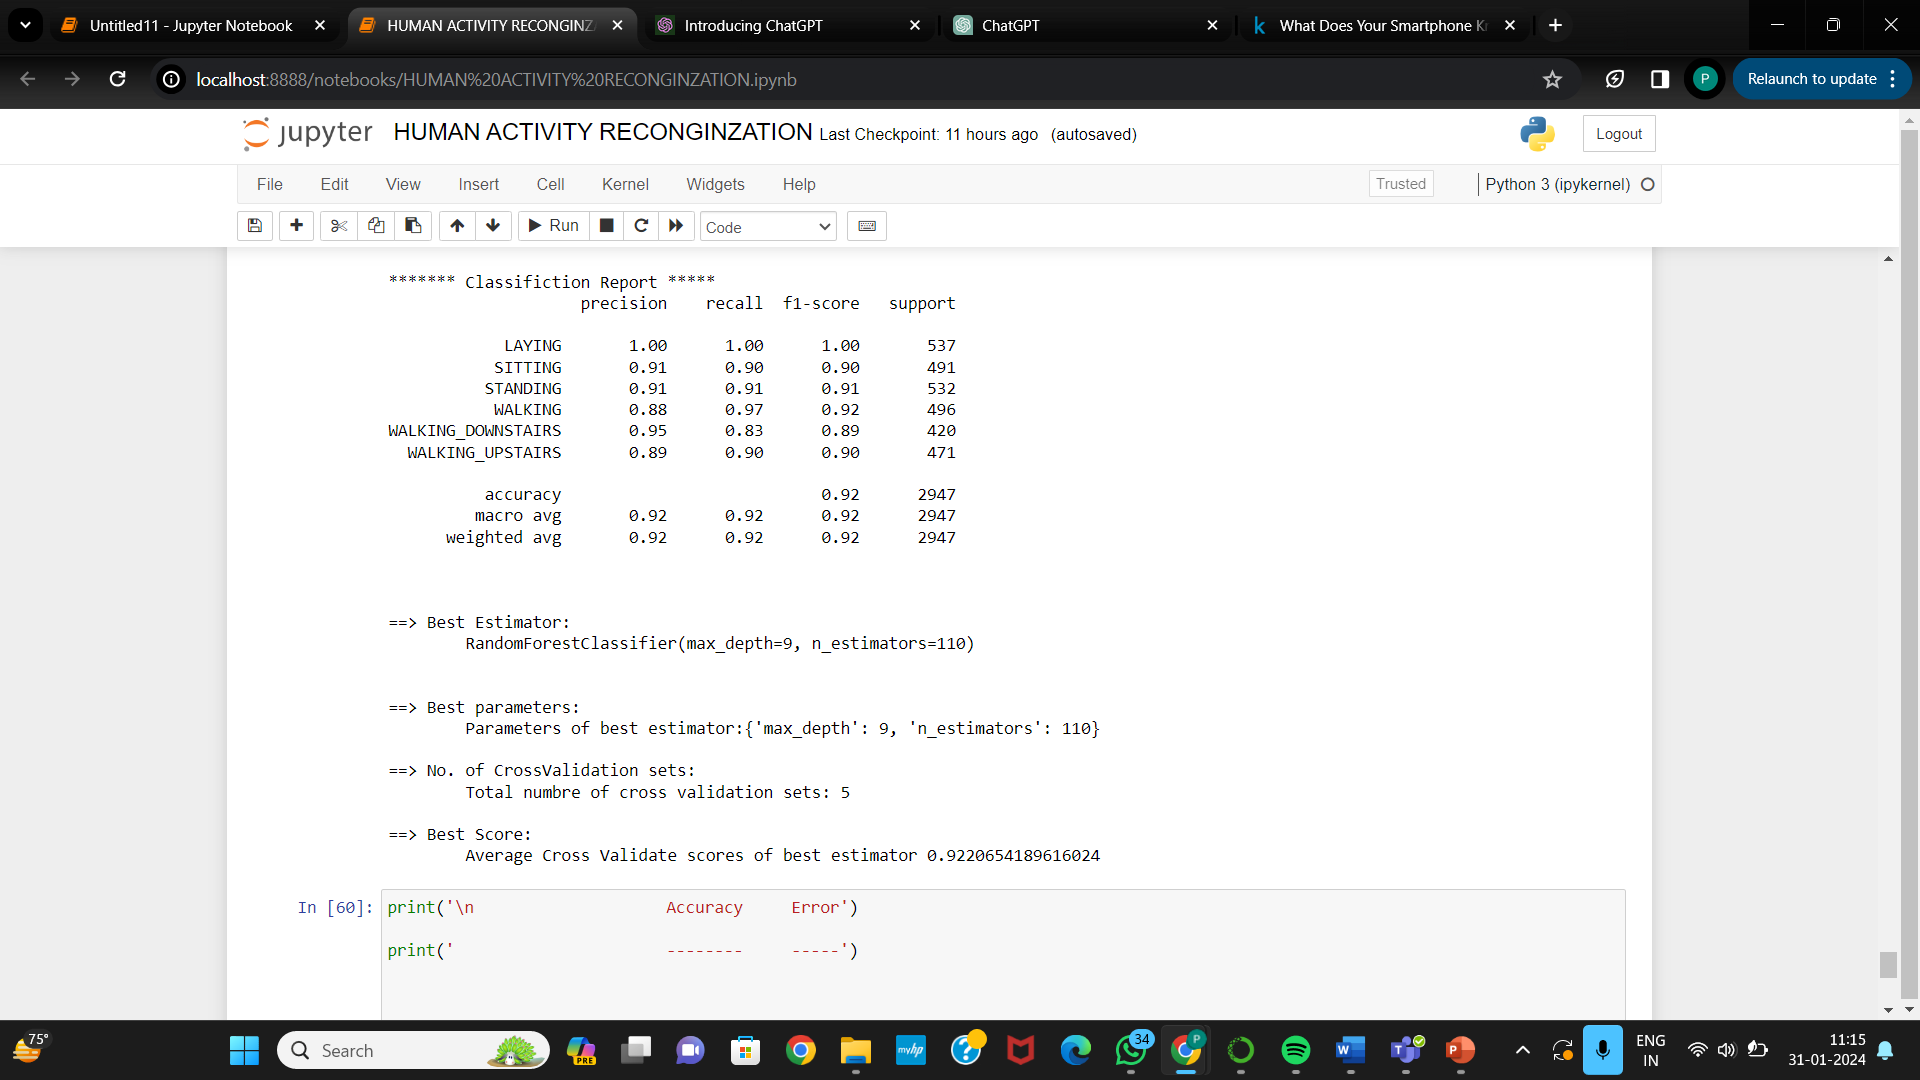 Untitled11 - Jupyter Notebook
HUMAN ACTIVITY RECONGINZ
Introducing ChatGPT
ChatGPT
What Does Your Smartphone Kn
localhost:8888/notebooks/HUMAN%20ACTIVITY%20RECONGINZATION.ipynb
P
Relaunch to update
jupyter HUMAN ACTIVITY RECONGINZATION Last Checkpoint: 11 hours ago (autosaved)
Logout
File Edit View Insert Cell Kernel Widgets Help
Trusted
Python 3 (ipykernel)
Run
Code
******* Classifiction Report *****
precision recall f1-score support
LAYING 1.00 1.00 1.00 537
SITTING 0.91 0.90 0.90 491
STANDING 0.91 0.91 0.91 532
WALKING 0.88 0.97 0.92 496
WALKING_DOWNSTAIRS 0.95 0.83 0.89 420
WALKING_UPSTAIRS 0.89 0.90 0.90 471
accuracy 0.92 2947
macro avg 0.92 0.92 0.92 2947
weighted avg 0.92 0.92 0.92 2947
==> Best Estimator:
RandomForestClassifier(max_depth=9, n_estimators=110)
==> Best parameters:
Parameters of best estimator:{'max_depth': 9, 'n_estimators': 110}
==> No. of CrossValidation sets:
Total numbre of cross validation sets: 5
==> Best Score:
Average Cross Validate scores of best estimator 0.9220654189616024
In [60]: print('\n Accuracy Error')
print(' -------- -----')
75°
Search
PRE
myhp
34
P
ENG
IN
11:15
31-01-2024